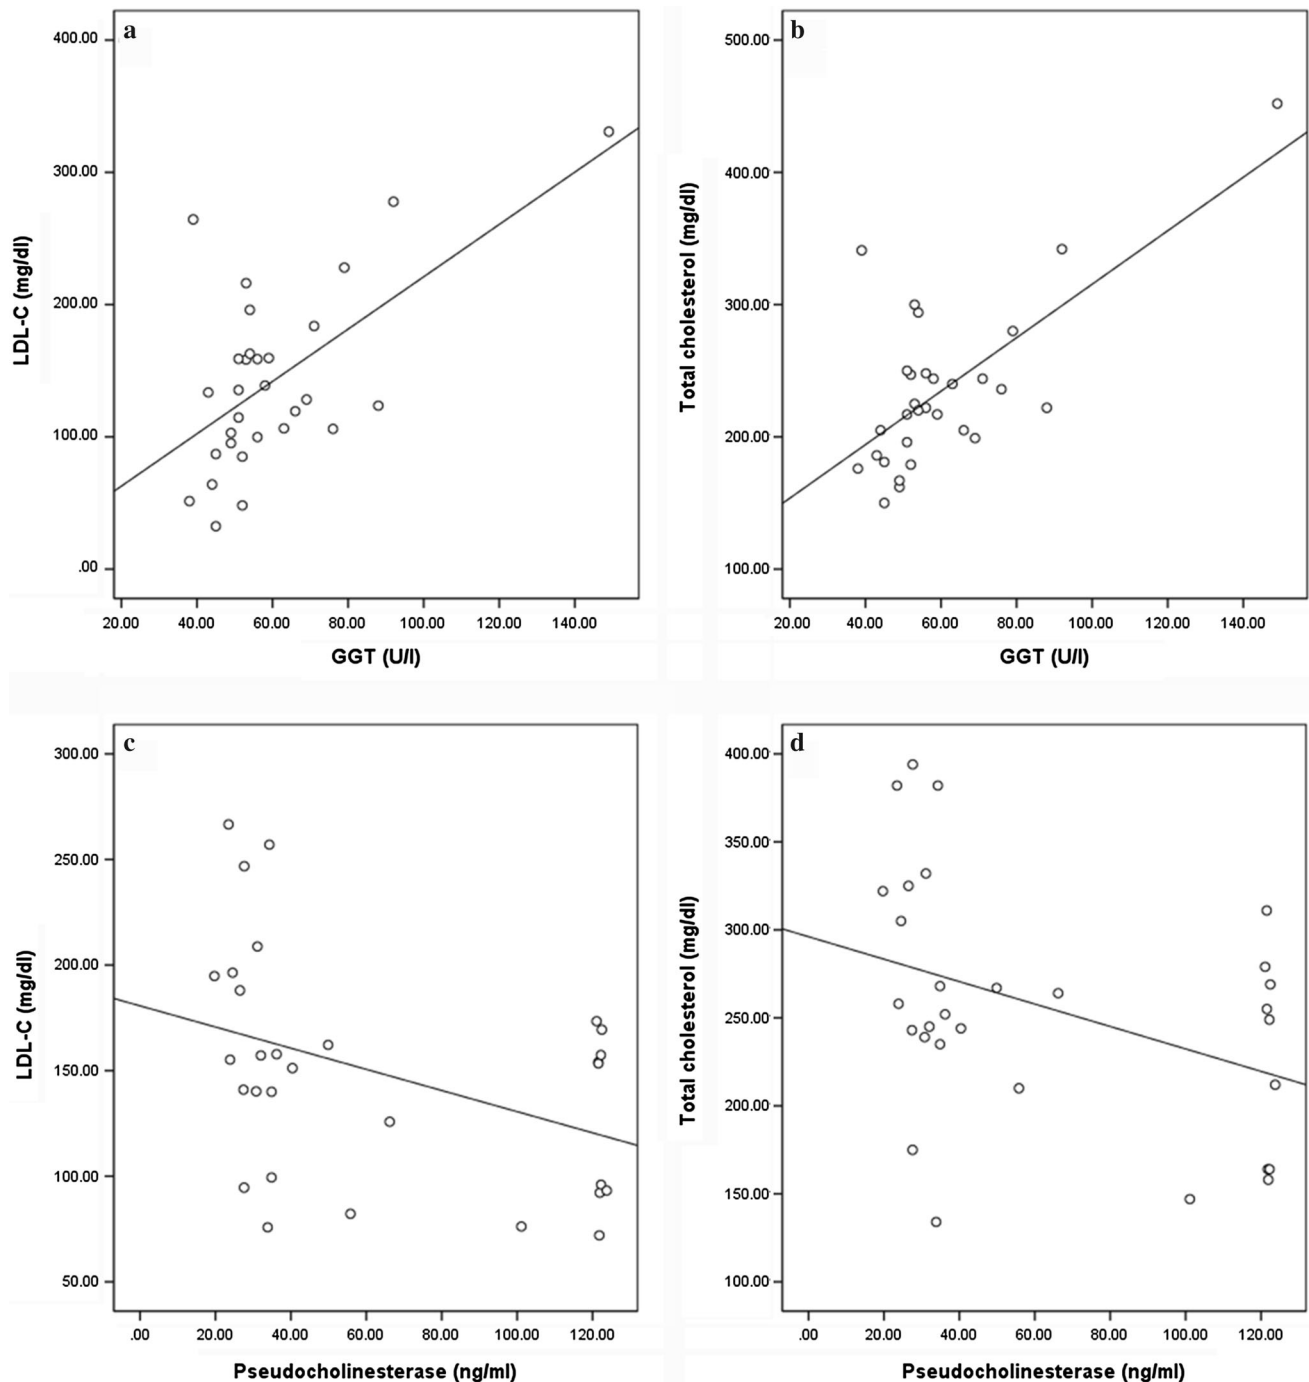 a
400.00
300.00
200.00
100.00
.00
LDL-C (mg/dl)
20.00 40.00 60.00 80.00 100.00 120.00 140.00
GGT (U/l)
b
500.00
400.00
300.00
200.00
100.00
Total cholesterol (mg/dl)
20.00 40.00 60.00 80.00 100.00 120.00 140.00
GGT (U/l)
c
300.00
250.00
200.00
150.00
100.00
50.00
LDL-C (mg/dl)
.00 20.00 40.00 60.00 80.00 100.00 120.00
Pseudocholinesterase (ng/ml)
d
400.00
350.00
300.00
250.00
200.00
150.00
100.00
Total cholesterol (mg/dl)
.00 20.00 40.00 60.00 80.00 100.00 120.00
Pseudocholinesterase (ng/ml)